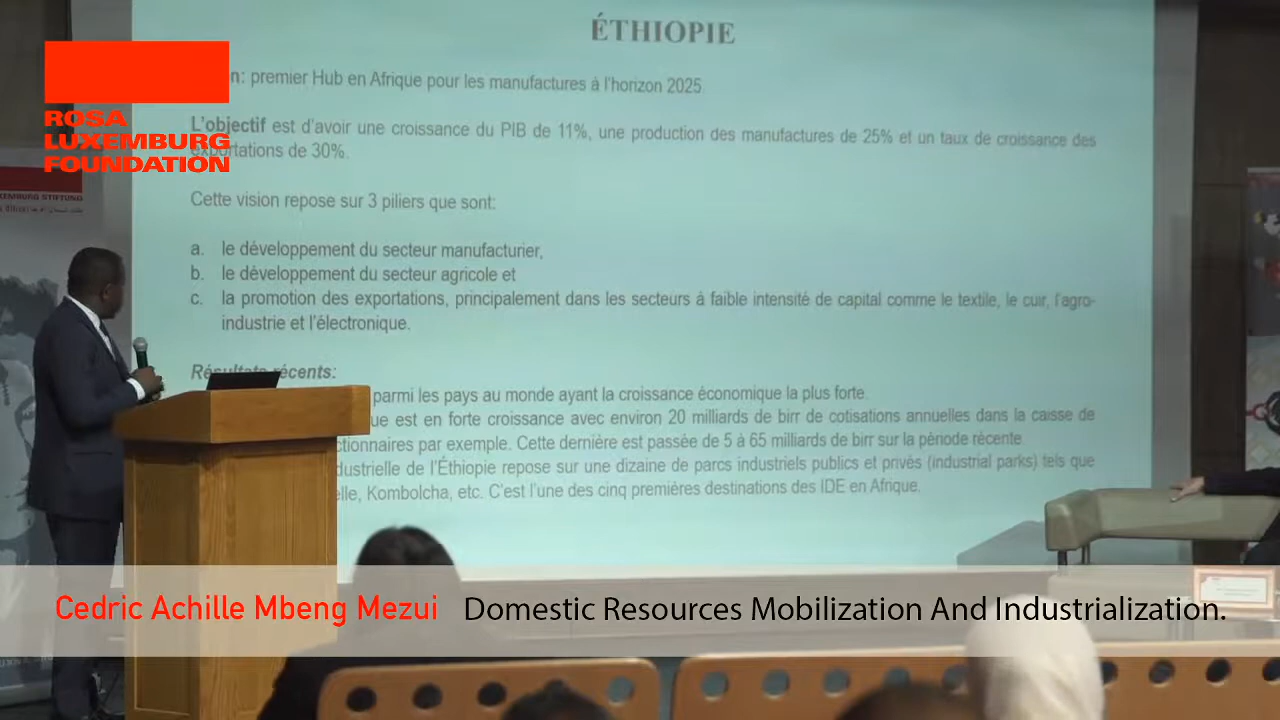 ÉTHIOPIE
n: premier Hub en Afrique pour les manufactures à l'horizon 2025
ROSA
LUXEMBURG
FOUNDATION
L'objectif est d'avoir une croissance du PIB de 11%, une production des manufactures de 25% et un taux de croissance des
exportations de 30%.
XEMBURG STIFTUNG
Cette vision repose sur 3 piliers que sont:
a. le développement du secteur manufacturier,
b. le développement du secteur agricole et
c. la promotion des exportations, principalement dans les secteurs á faible intensité de capital comme le textile, le cuir, l'agro-
industrie et l'électronique.
Résultats récents:
parmi les pays au monde ayant la croissance économique la plus forte.
ue est en forte croissance avec environ 20 milliards de birr de cotisations annuelles dans la caisse de
ctionnaires par exemple. Cette dernière est passée de 5 à 65 milliards de birr sur la période récente
dustrielle de l'Éthiopie repose sur une dizaine de parcs industriels publics et privés (industrial parks) tels que
elle, Kombolcha, etc. C'est l'une des cinq premières destinations des IDE en Afrique.
Cedric Achille Mbeng Mezui Domestic Resources Mobilization And Industrialization.